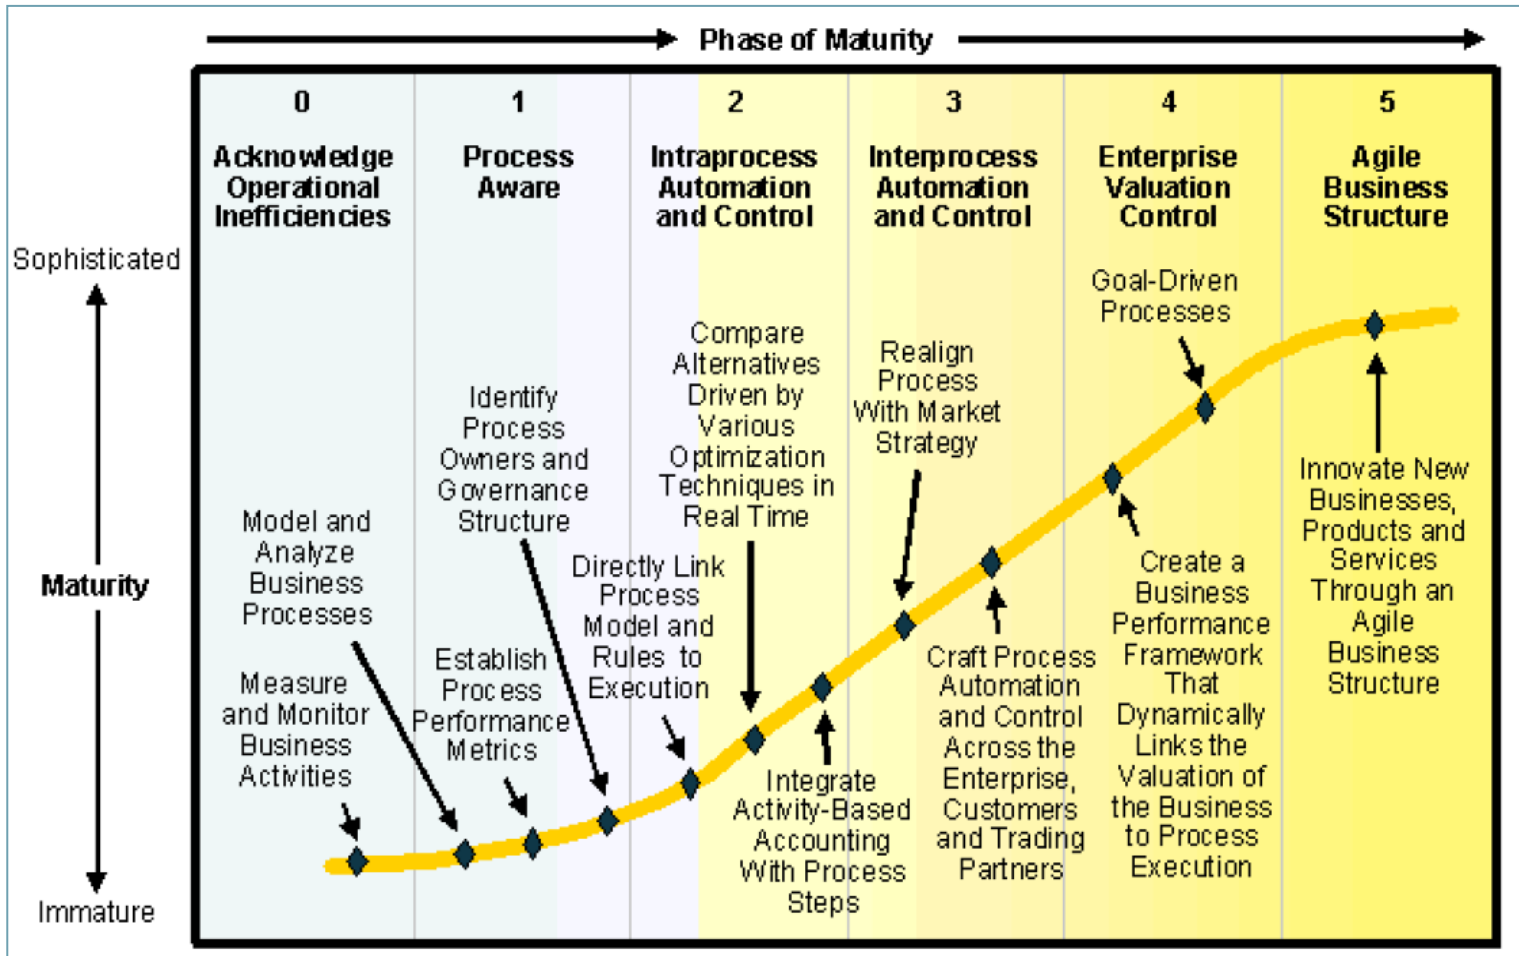 Phase of Maturity
0
Acknowledge
Operational
Inefficiencies
1
Process
Aware
2
Intraprocess
Automation
and Control
3
Interprocess
Automation
and Control
4
Enterprise
Valuation
Control
5
Agile
Business
Structure
Sophisticated
Maturity
Immature
Measure
and Monitor
Business
Activities
Model and
Analyze
Business
Processes
Establish
Process
Performance
Metrics
Identify
Process
Owners and
Governance
Structure
Directly Link
Process
Model and
Rules to
Execution
Compare
Alternatives
Driven by
Various
Optimization
Techniques in
Real Time
Integrate
Activity-Based
Accounting
With Process
Steps
Realign
Process
With Market
Strategy
Craft Process
Automation
and Control
Across the
Enterprise,
Customers
and Trading
Partners
Create a
Business
Performance
Framework
That
Dynamically
Links the
Valuation of
the Business
to Process
Execution
Goal-Driven
Processes
Innovate New
Businesses,
Products and
Services
Through an
Agile
Business
Structure